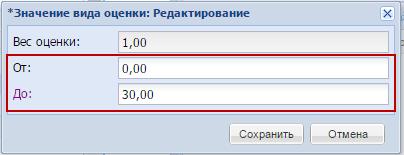 *Значение вида оценки: Редактирование
Вес оценки: 1,00
От: 0,00
До: 30,00
Сохранить Отмена